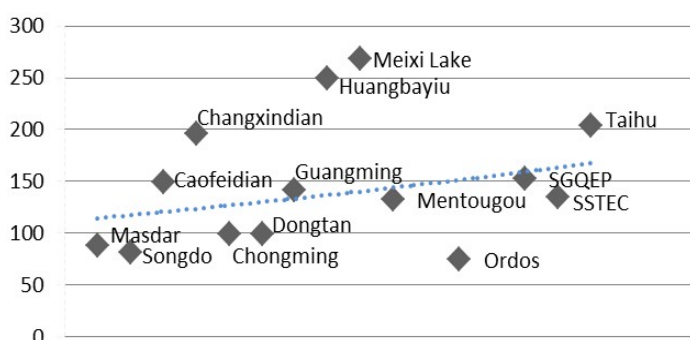 300
Meixi Lake
250
Huangbayiu
Changxindian
200
Taihu
Guangming
150
Caofeidian
SGQEP
Mentougou
SSTEC
100
Masdar
Dongtan
Songdo
Chongming
Ordos
50
0